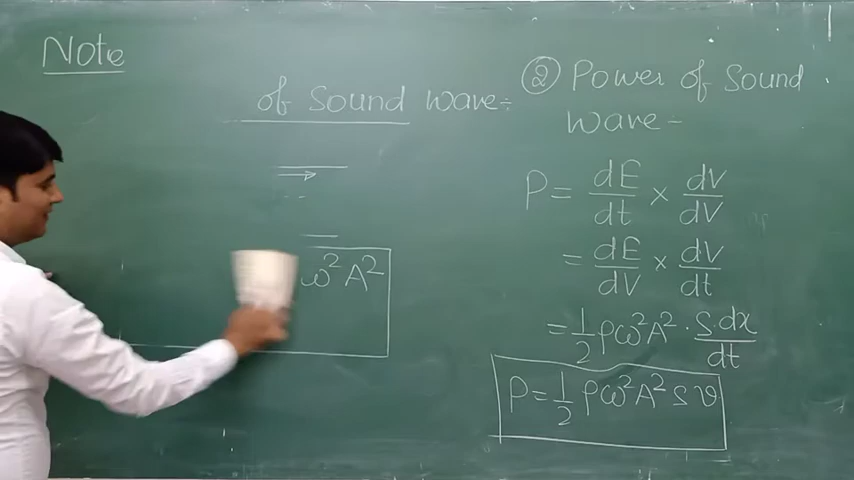 Note
of Sound wave÷
ω²A²
② Power of Sound
wave –
P = dE/dt × dV/dV
= dE/dV × dV/dt
= 1/2 ρω²A² · S dx/dt
P = 1/2 ρω²A² S v